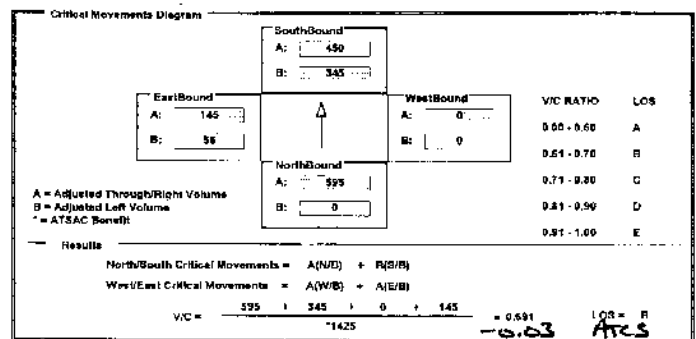 Critical Movements Diagram
SouthBound
A: 450
B: 345
EastBound
A: 145
B: 56
WestBound
A: 0
B: 0
NorthBound
A: 595
B: 0
V/C RATIO LOS
0.00 - 0.60 A
0.61 - 0.70 B
0.71 - 0.80 C
0.81 - 0.90 D
0.91 - 1.00 E
A = Adjusted Through/Right Volume
B = Adjusted Left Volume
* = ATSAC Benefit
Results
North/South Critical Movements = A(N/B) + B(S/B)
West/East Critical Movements = A(W/B) + A(E/B)
V/C = 595 + 345 + 0 + 145 = 0.691 LOS = B
*1425
-0.03 ATCS